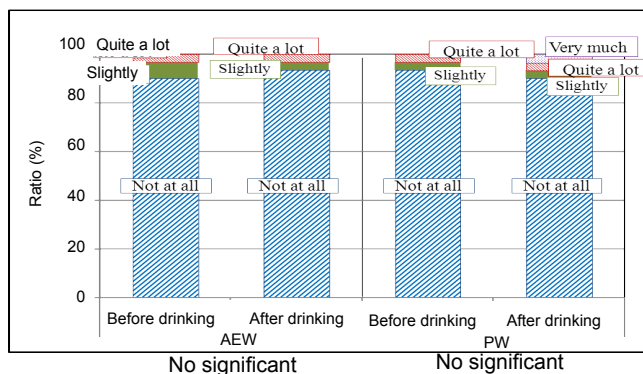 100
80
60
40
20
0
Ratio (%)
Quite a lot
Slightly
Not at all
Quite a lot
Slightly
Not at all
Quite a lot
Slightly
Not at all
Very much
Quite a lot
Slightly
Not at all
Before drinking
After drinking
Before drinking
After drinking
AEW
PW
No significant
No significant